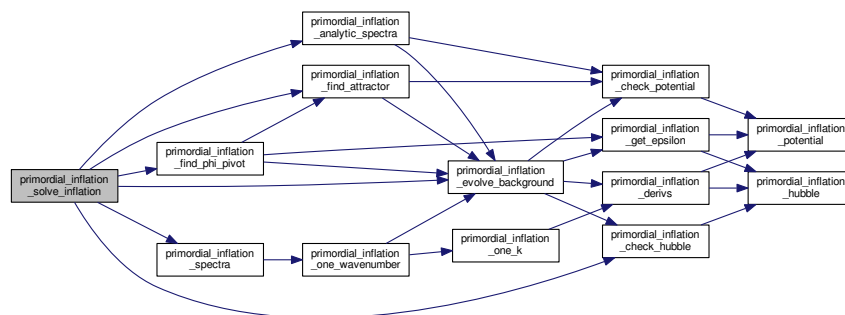 primordial_inflation
_solve_inflation
primordial_inflation
_analytic_spectra
primordial_inflation
_find_attractor
primordial_inflation
_find_phi_pivot
primordial_inflation
_spectra
primordial_inflation
_one_wavenumber
primordial_inflation
_evolve_background
primordial_inflation
_one_k
primordial_inflation
_check_potential
primordial_inflation
_get_epsilon
primordial_inflation
_derivs
primordial_inflation
_check_hubble
primordial_inflation
_potential
primordial_inflation
_hubble